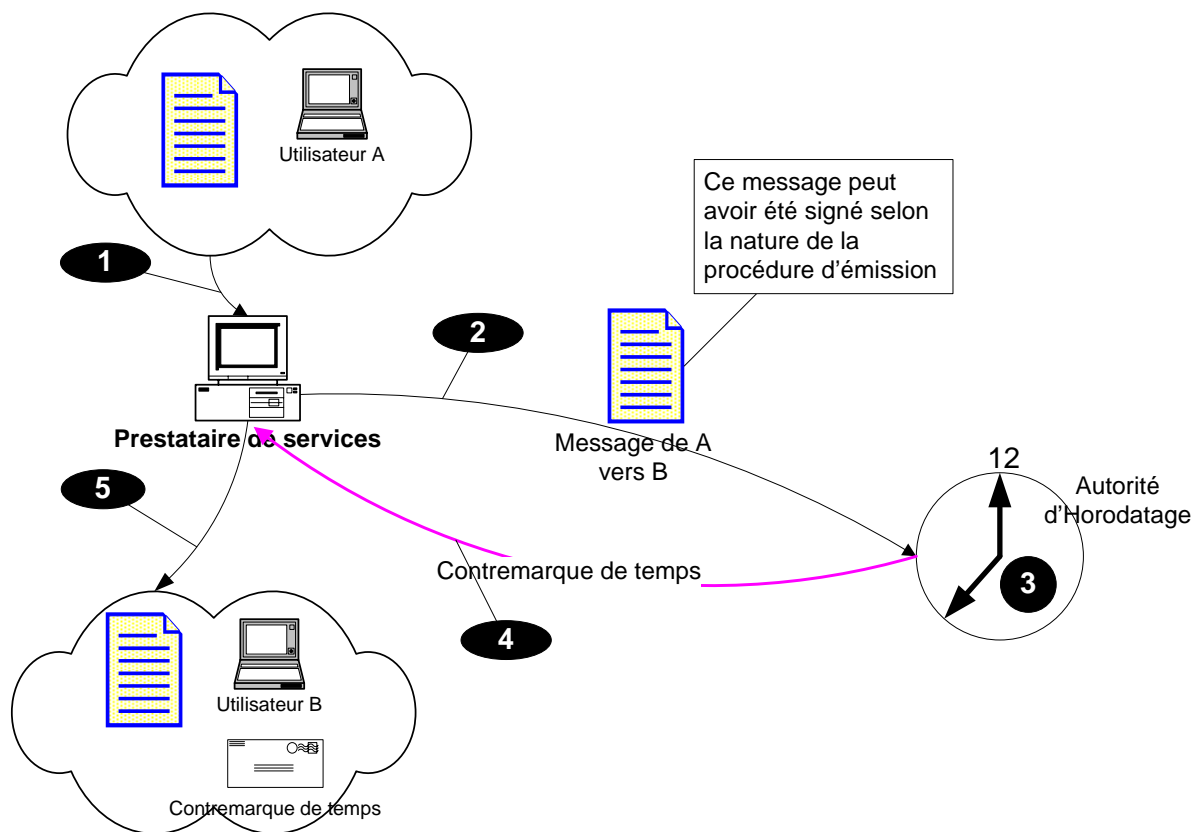 Utilisateur A
Ce message peut
avoir été signé selon
la nature de la
procédure d'émission
1
2
Prestataire de services
Message de A
vers B
12
Autorité
d'Horodatage
5
Contremarque de temps
3
4
Utilisateur B
Contremarque de temps